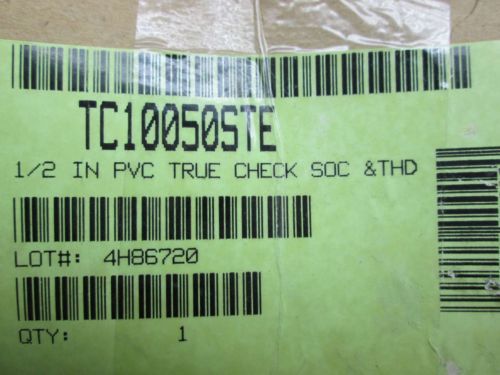 TC10050STE
1/2 IN PVC TRUE CHECK SOC &THD
LOT#: 4H86720
QTY: 1